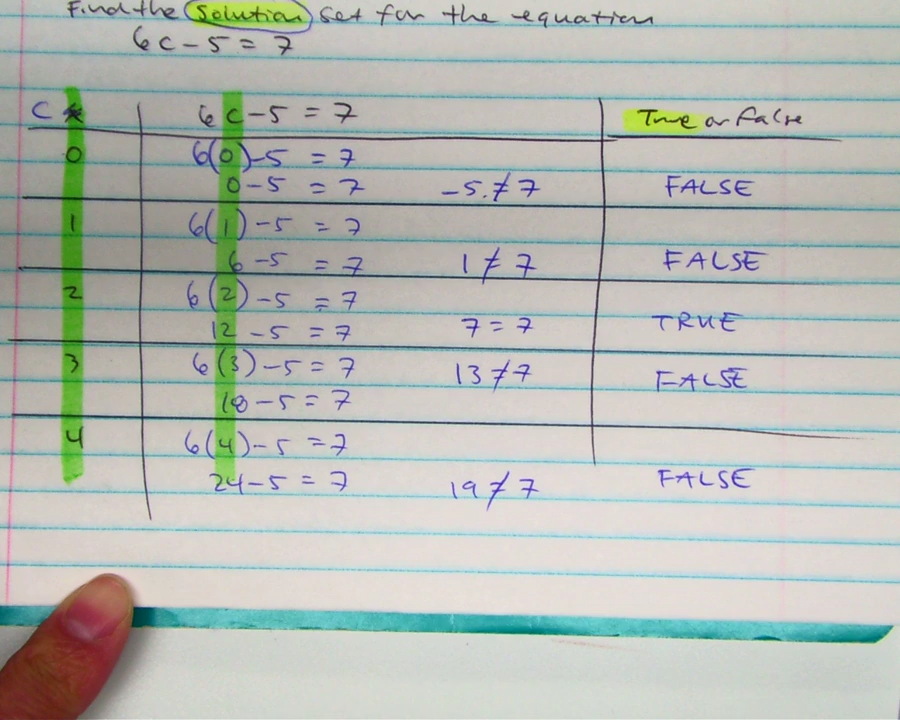 Find the solution set for the equation
6c - 5 = 7
C 6c - 5 = 7 True or False
0 6(0) - 5 = 7
0 - 5 = 7 -5 ≠ 7 FALSE
1 6(1) - 5 = 7
6 - 5 = 7 1 ≠ 7 FALSE
2 6(2) - 5 = 7
12 - 5 = 7 7 = 7 TRUE
3 6(3) - 5 = 7 13 ≠ 7 FALSE
18 - 5 = 7
4 6(4) - 5 = 7
24 - 5 = 7 19 ≠ 7 FALSE